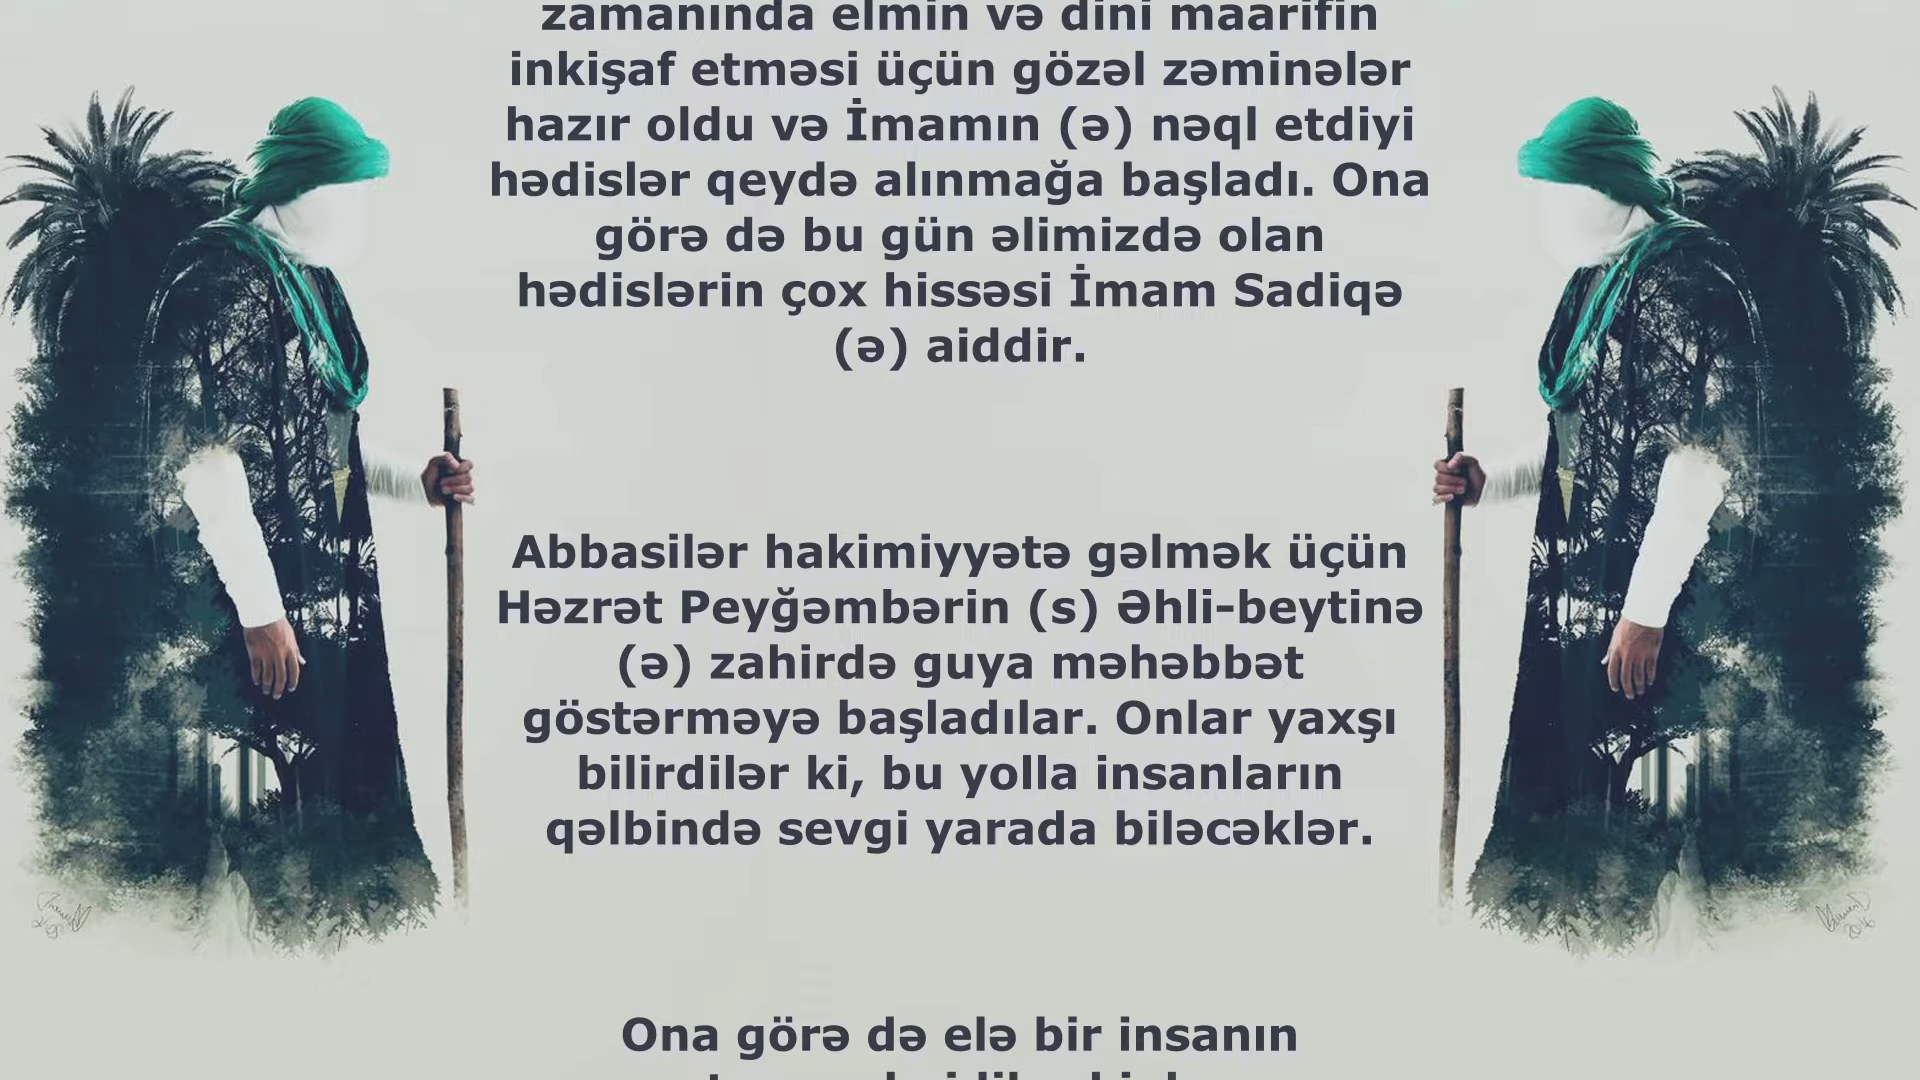 zamanında elmin və dini maarifin
inkişaf etməsi üçün gözəl zəminələr
hazır oldu və İmamın (ə) nəql etdiyi
hədislər qeydə alınmağa başladı. Ona
görə də bu gün əlimizdə olan
hədislərin çox hissəsi İmam Sadiqə
(ə) aiddir.
Abbasilər hakimiyyətə gəlmək üçün
Həzrət Peyğəmbərin (s) Əhli-beytinə
(ə) zahirdə guya məhəbbət
göstərməyə başladılar. Onlar yaxşı
bilirdilər ki, bu yolla insanların
qəlbində sevgi yarada biləcəklər.
Ona görə də elə bir insanın